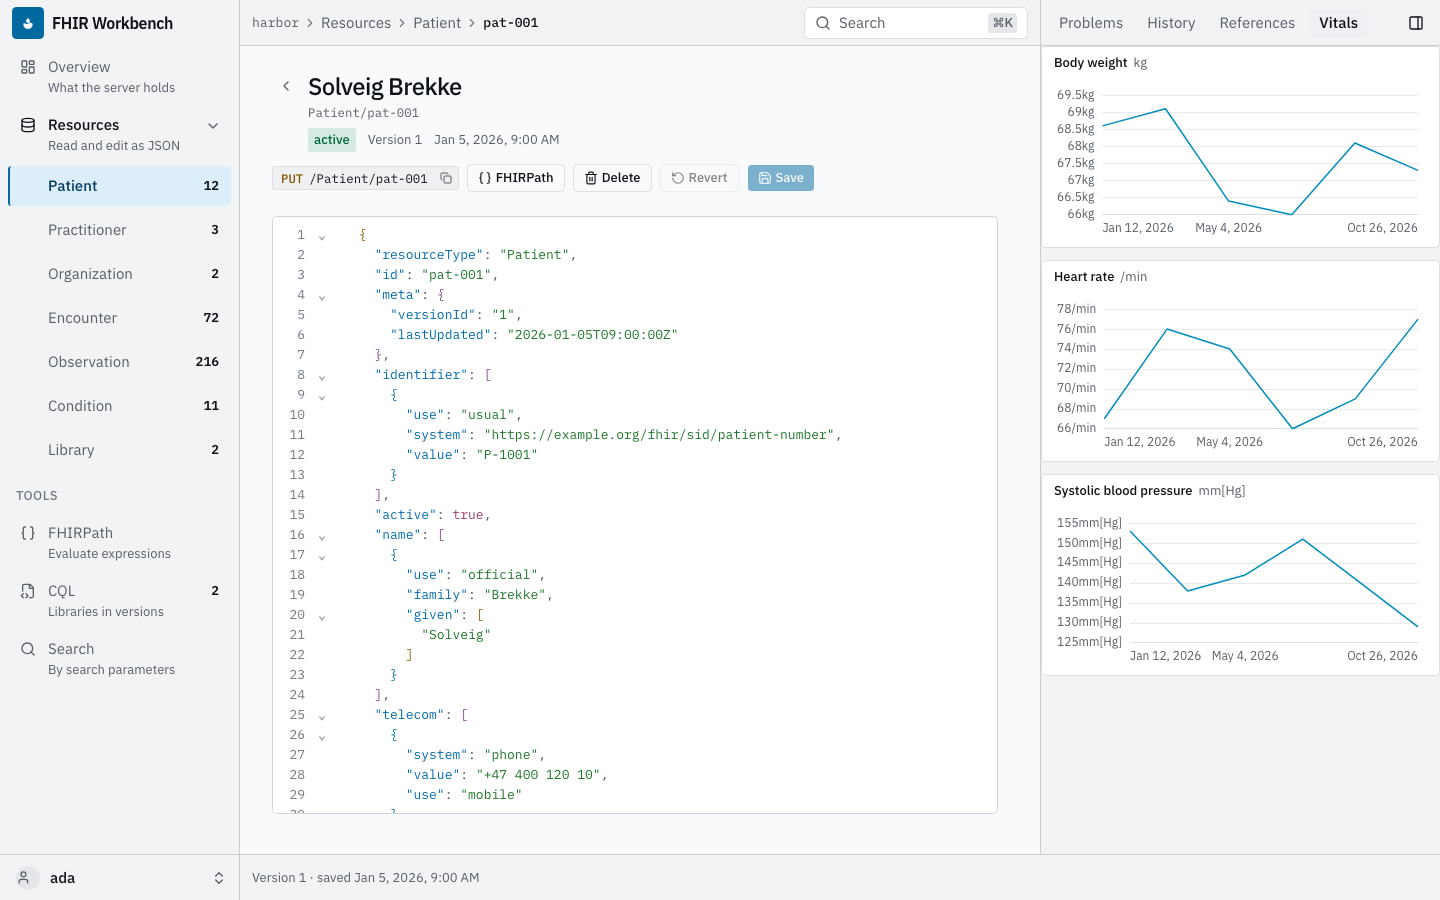 FHIR Workbench
Overview
What the server holds
Resources
Read and edit as JSON
Patient 12
Practitioner 3
Organization 2
Encounter 72
Observation 216
Condition 11
Library 2
TOOLS
FHIRPath
Evaluate expressions
CQL 2
Libraries in versions
Search
By search parameters
ada
harbor > Resources > Patient > pat-001
Search ⌘K
Solveig Brekke
Patient/pat-001
active Version 1 Jan 5, 2026, 9:00 AM
PUT /Patient/pat-001 {} FHIRPath Delete Revert Save
1 {
2 "resourceType": "Patient",
3 "id": "pat-001",
4 "meta": {
5 "versionId": "1",
6 "lastUpdated": "2026-01-05T09:00:00Z"
7 },
8 "identifier": [
9 {
10 "use": "usual",
11 "system": "https://example.org/fhir/sid/patient-number",
12 "value": "P-1001"
13 }
14 ],
15 "active": true,
16 "name": [
17 {
18 "use": "official",
19 "family": "Brekke",
20 "given": [
21 "Solveig"
22 ]
23 }
24 ],
25 "telecom": [
26 {
27 "system": "phone",
28 "value": "+47 400 120 10",
29 "use": "mobile"
30 }
Version 1 · saved Jan 5, 2026, 9:00 AM
Problems History References Vitals
Body weight kg
69.5kg
69kg
68.5kg
68kg
67.5kg
67kg
66.5kg
66kg
Jan 12, 2026 May 4, 2026 Oct 26, 2026
Heart rate /min
78/min
76/min
74/min
72/min
70/min
68/min
66/min
Jan 12, 2026 May 4, 2026 Oct 26, 2026
Systolic blood pressure mm[Hg]
155mm[Hg]
150mm[Hg]
145mm[Hg]
140mm[Hg]
135mm[Hg]
130mm[Hg]
125mm[Hg]
Jan 12, 2026 May 4, 2026 Oct 26, 2026